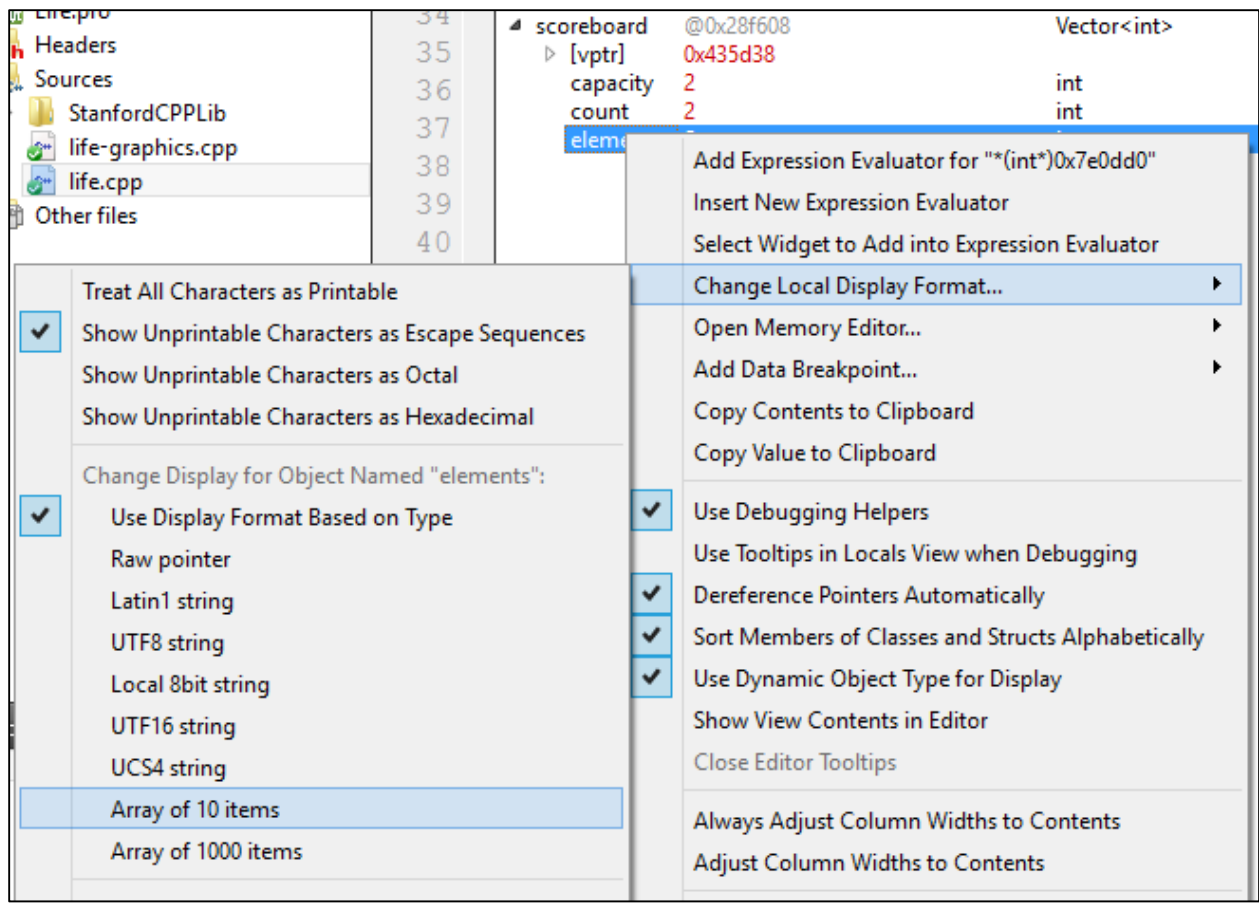 Life.pro
Headers
Sources
StanfordCPPLib
life-graphics.cpp
life.cpp
Other files
34
35
36
37
38
39
40
scoreboard @0x28f608 Vector<int>
[vptr] 0x435d38
capacity 2 int
count 2 int
eleme
Add Expression Evaluator for "*(int*)0x7e0dd0"
Insert New Expression Evaluator
Select Widget to Add into Expression Evaluator
Change Local Display Format...
Open Memory Editor...
Add Data Breakpoint...
Copy Contents to Clipboard
Copy Value to Clipboard
Use Debugging Helpers
Use Tooltips in Locals View when Debugging
Dereference Pointers Automatically
Sort Members of Classes and Structs Alphabetically
Use Dynamic Object Type for Display
Show View Contents in Editor
Close Editor Tooltips
Always Adjust Column Widths to Contents
Adjust Column Widths to Contents
Treat All Characters as Printable
Show Unprintable Characters as Escape Sequences
Show Unprintable Characters as Octal
Show Unprintable Characters as Hexadecimal
Change Display for Object Named "elements":
Use Display Format Based on Type
Raw pointer
Latin1 string
UTF8 string
Local 8bit string
UTF16 string
UCS4 string
Array of 10 items
Array of 1000 items